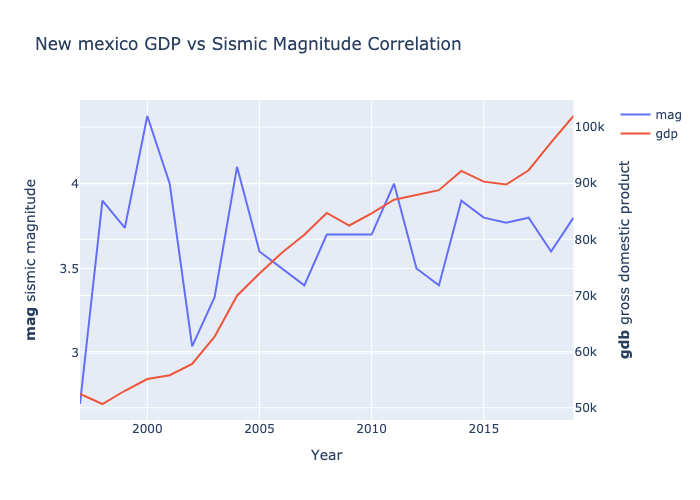 New mexico GDP vs Sismic Magnitude Correlation
mag
gdp
100k
90k
80k
70k
60k
50k
4
3.5
3
mag sismic magnitude
gdb gross domestic product
2000
2005
2010
2015
Year